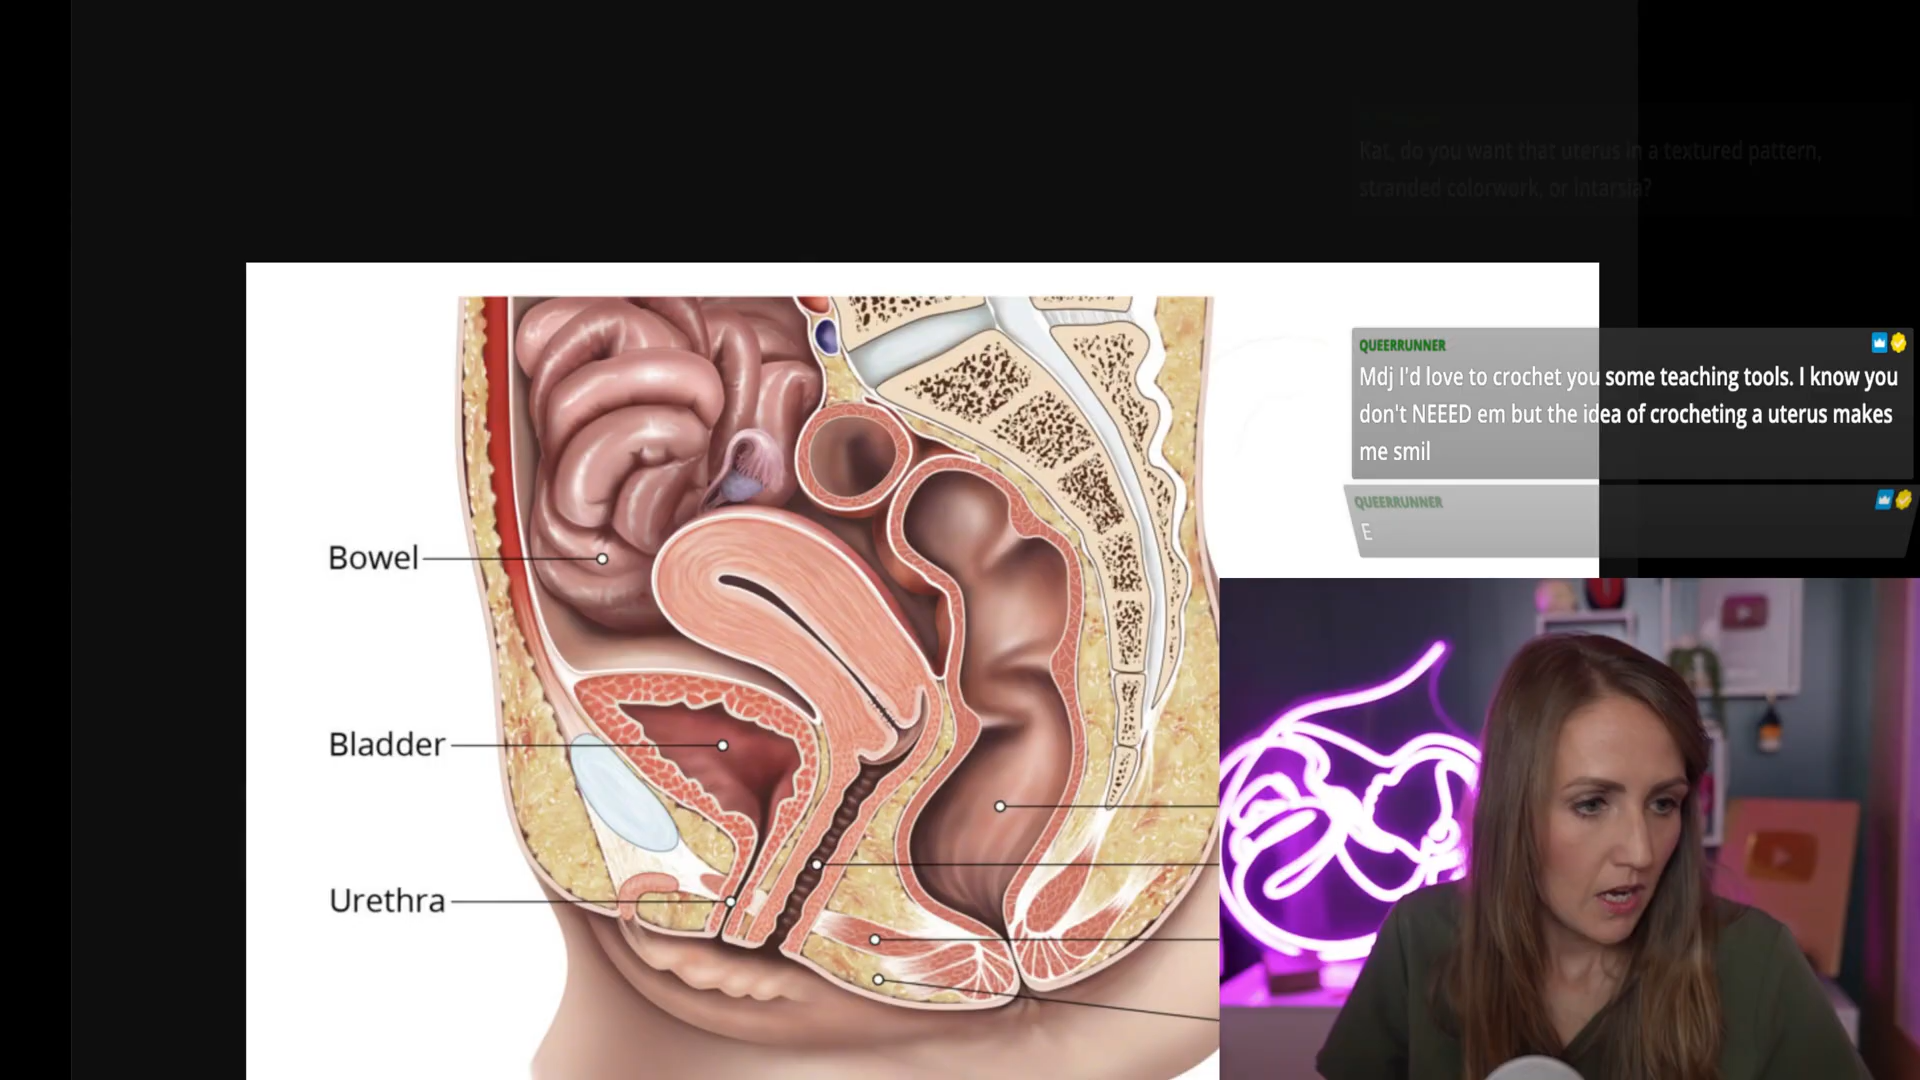 Kat, do you want that uterus in a textured pattern,
stranded colorwork, or intarsia?
QUEERRUNNER
Mdj I'd love to crochet you some teaching tools. I know you
don't NEEED em but the idea of crocheting a uterus makes
me smil
QUEERRUNNER
E
Bowel
Bladder
Urethra